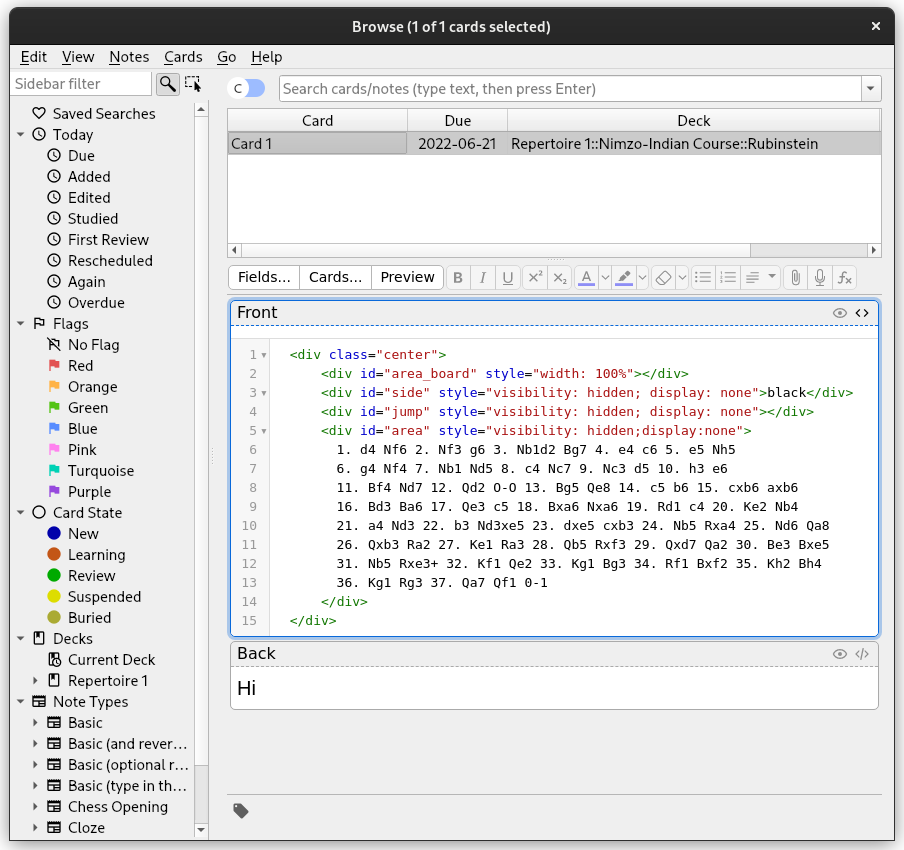 Browse (1 of 1 cards selected)
Edit View Notes Cards Go Help
Sidebar filter
Saved Searches
Today
Due
Added
Edited
Studied
First Review
Rescheduled
Again
Overdue
Flags
No Flag
Red
Orange
Green
Blue
Pink
Turquoise
Purple
Card State
New
Learning
Review
Suspended
Buried
Decks
Current Deck
Repertoire 1
Note Types
Basic
Basic (and rever…
Basic (optional r…
Basic (type in th…
Chess Opening
Cloze
C
Search cards/notes (type text, then press Enter)
Card Due Deck
Card 1 2022-06-21 Repertoire 1::Nimzo-Indian Course::Rubinstein
Fields... Cards... Preview B I U x² x₂ A fx
Front
1 <div class="center">
2 <div id="area_board" style="width: 100%"></div>
3 <div id="side" style="visibility: hidden; display: none">black</div>
4 <div id="jump" style="visibility: hidden; display: none"></div>
5 <div id="area" style="visibility: hidden;display:none">
6 1. d4 Nf6 2. Nf3 g6 3. Nb1d2 Bg7 4. e4 c6 5. e5 Nh5
7 6. g4 Nf4 7. Nb1 Nd5 8. c4 Nc7 9. Nc3 d5 10. h3 e6
8 11. Bf4 Nd7 12. Qd2 O-O 13. Bg5 Qe8 14. c5 b6 15. cxb6 axb6
9 16. Bd3 Ba6 17. Qe3 c5 18. Bxa6 Nxa6 19. Rd1 c4 20. Ke2 Nb4
10 21. a4 Nd3 22. b3 Nd3xe5 23. dxe5 cxb3 24. Nb5 Rxa4 25. Nd6 Qa8
11 26. Qxb3 Ra2 27. Ke1 Ra3 28. Qb5 Rxf3 29. Qxd7 Qa2 30. Be3 Bxe5
12 31. Nb5 Rxe3+ 32. Kf1 Qe2 33. Kg1 Bg3 34. Rf1 Bxf2 35. Kh2 Bh4
13 36. Kg1 Rg3 37. Qa7 Qf1 0-1
14 </div>
15 </div>
Back
Hi